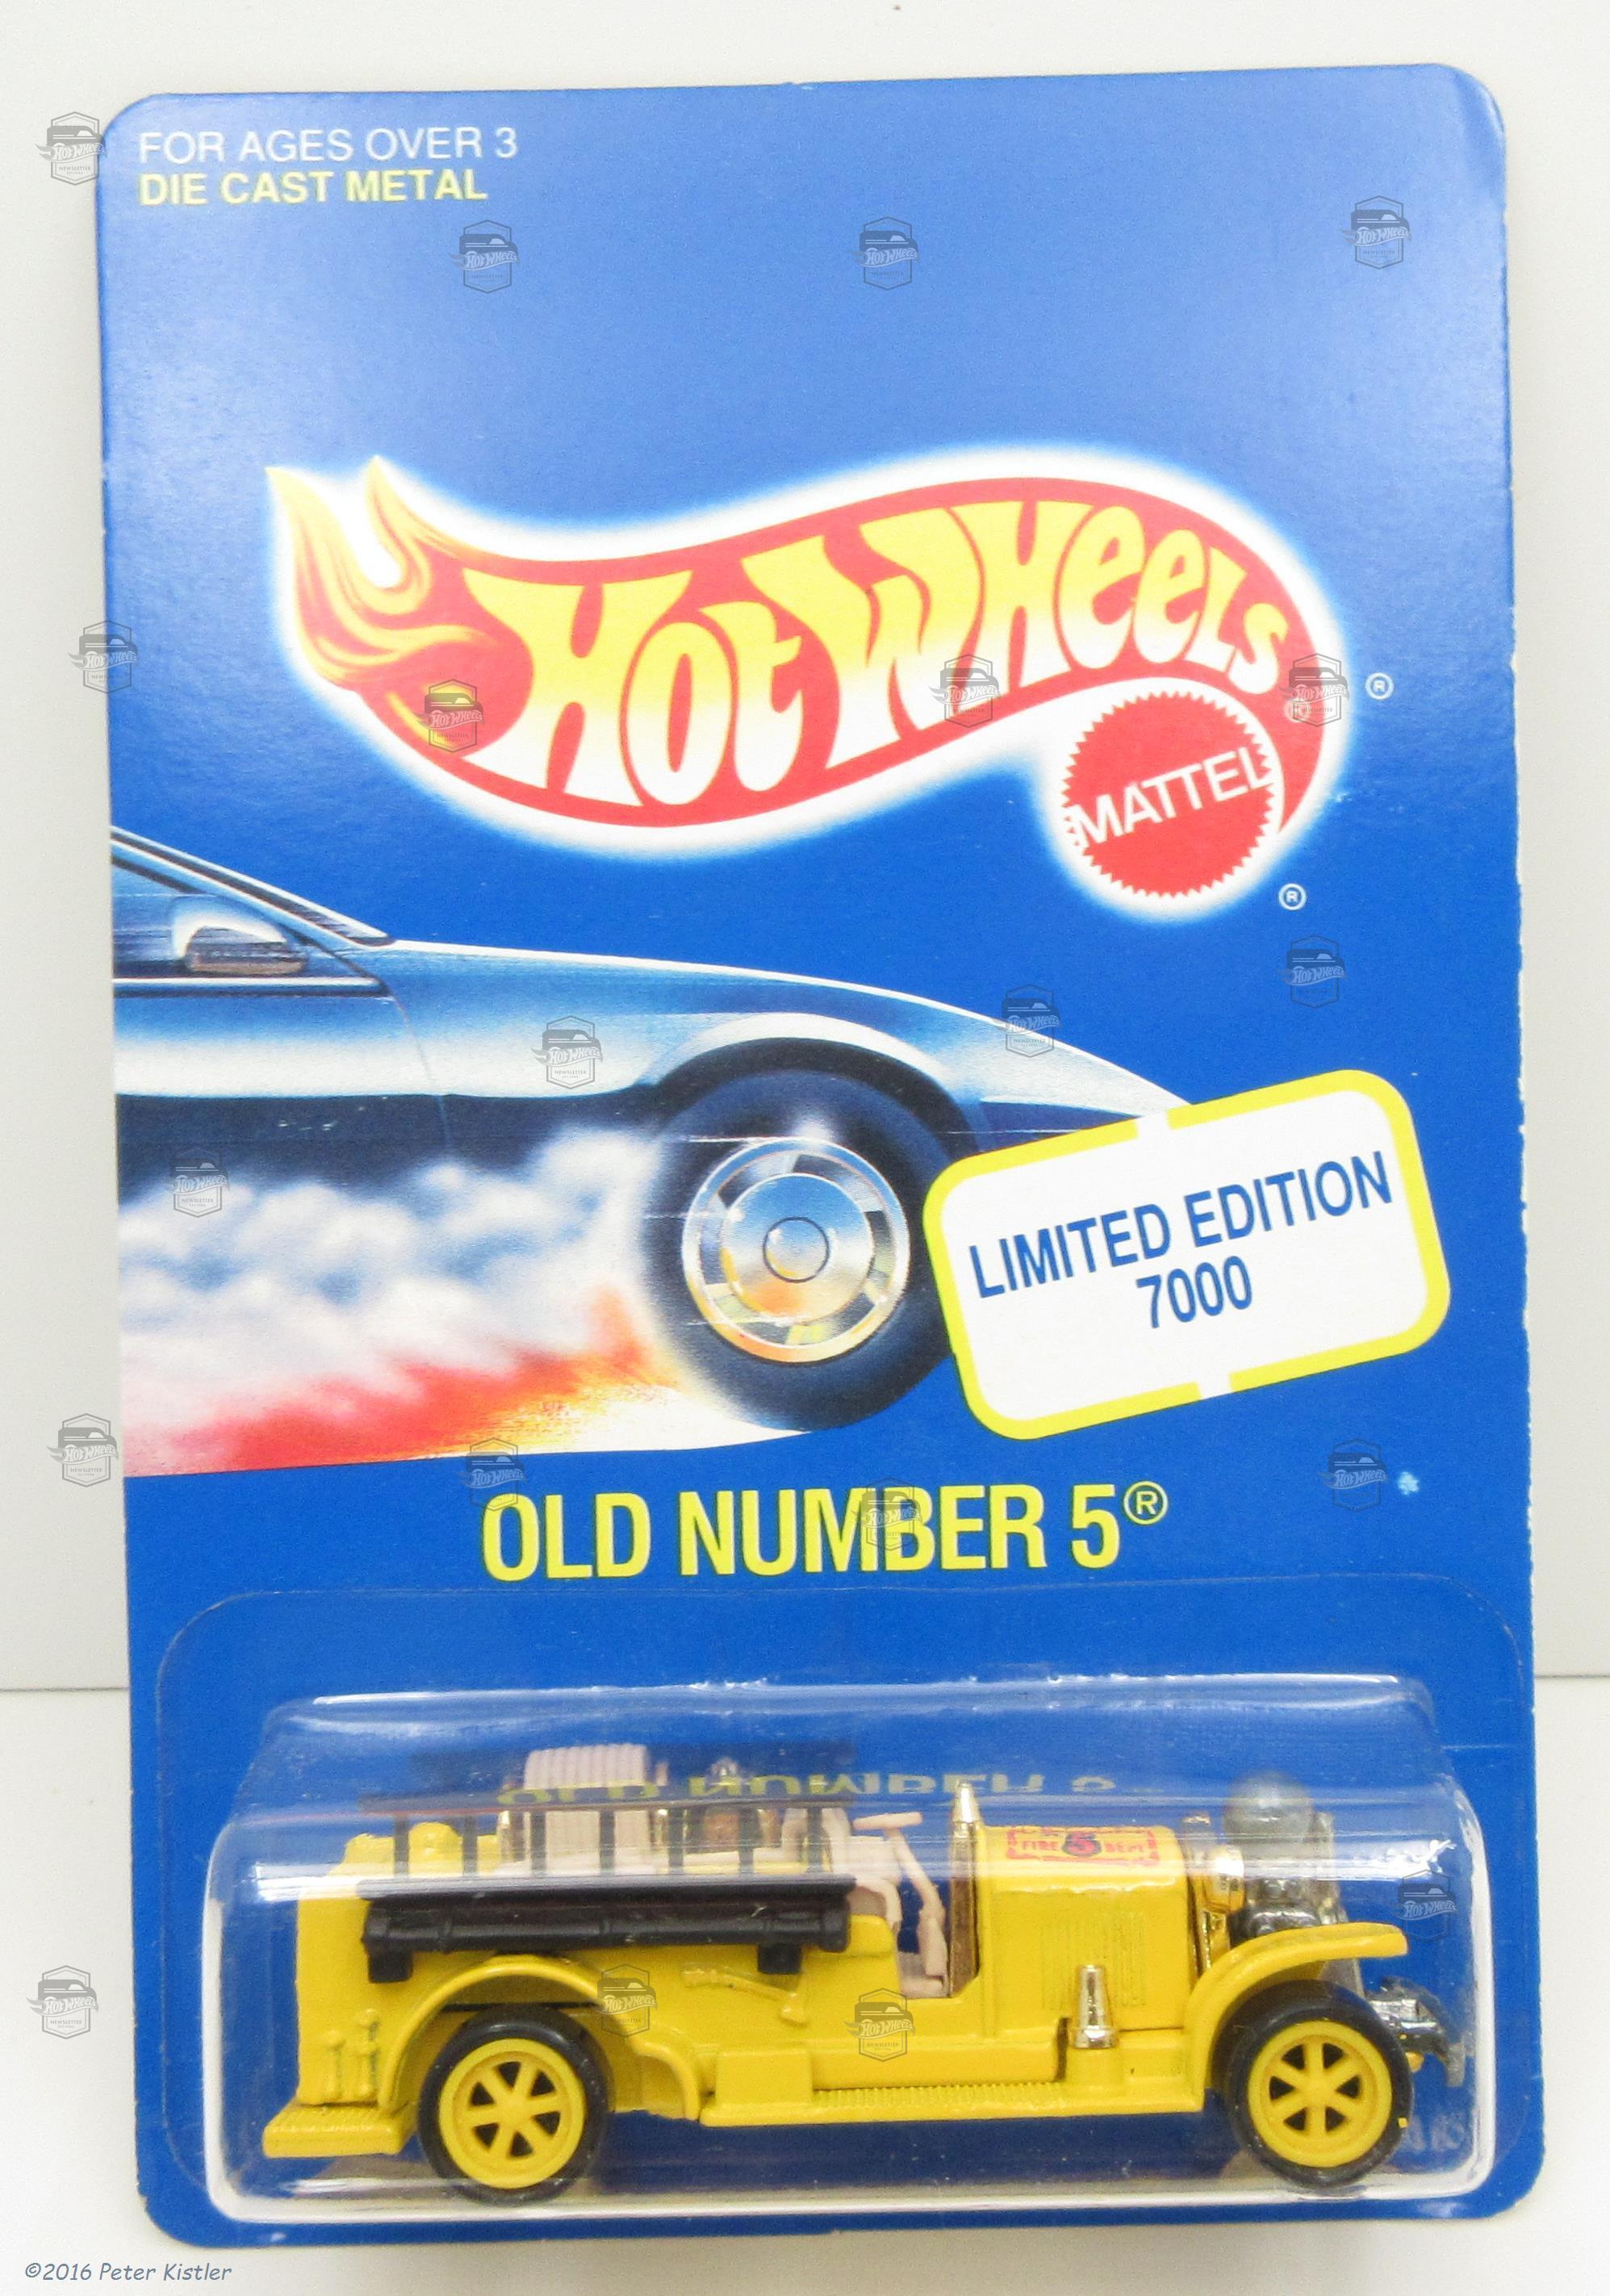 FOR AGES OVER 3
DIE CAST METAL
Hot Wheels ®
MATTEL
®
LIMITED EDITION
7000
OLD NUMBER 5®
FIRE 5 DEPT
©2016 Peter Kistler